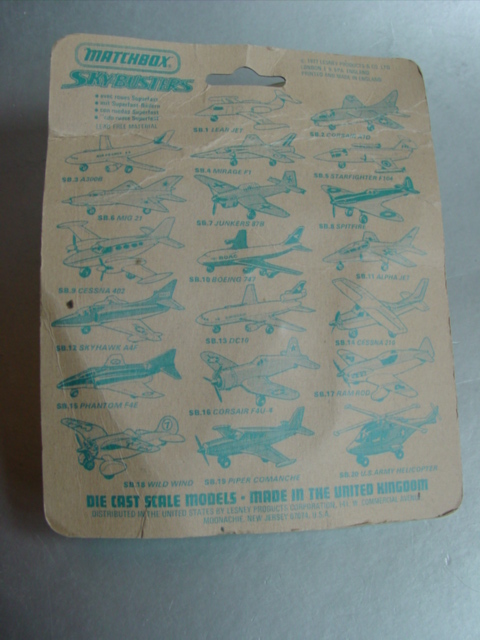 MATCHBOX
SKYBUSTERS
SB.1 LEAR JET
SB.2 CORSAIR A7D
SB.3 A300B
SB.4 MIRAGE F1
SB.5 STARFIGHTER F104
SB.6 MIG 21
SB.7 JUNKERS 87B
SB.8 SPITFIRE
SB.9 CESSNA 402
SB.10 BOEING 747
SB.11 ALPHA JET
SB.12 SKYHAWK A4F
SB.13 DC10
SB.14 CESSNA 210
SB.15 PHANTOM F4E
SB.16 CORSAIR F4U-
SB.17 RAM ROD
SB.18 WILD WIND
SB.19 PIPER COMANCHE
SB.20 U.S. ARMY HELICOPTER
DIE CAST SCALE MODELS - MADE IN THE UNITED KINGDOM
DISTRIBUTED IN THE UNITED STATES BY LESNEY PRODUCTS CORPORATION,
MOONACHIE, NEW JERSEY 07074, U.S.A.